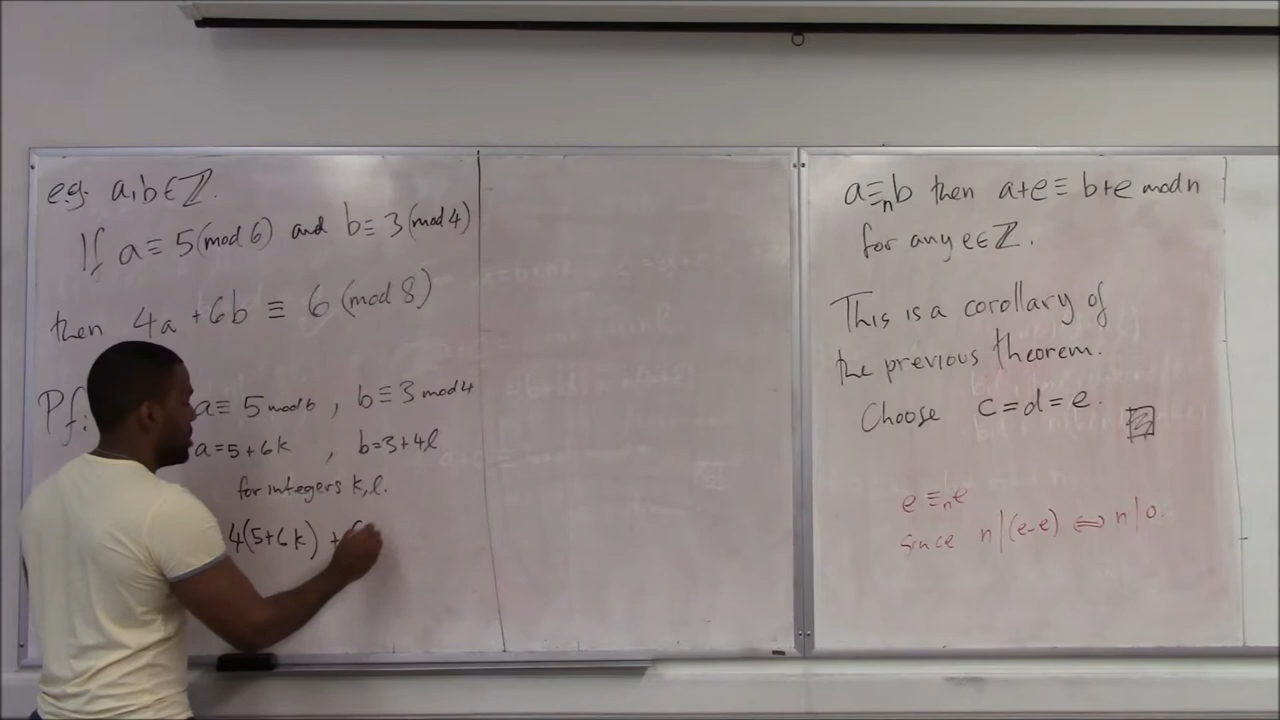 e.g. a,b ∈ ℤ.
If a ≡ 5 (mod 6) and b ≡ 3 (mod 4)
then 4a + 6b ≡ 6 (mod 8)
Pf: a ≡ 5 mod 6 , b ≡ 3 mod 4
a = 5 + 6k , b = 3 + 4l
for integers k, l.
4(5+6k) +
a ≡ₙ b then a+e ≡ b+e mod n
for any e ∈ ℤ.
This is a corollary of
the previous theorem.
Choose c = d = e.
e ≡ₙ e
since n|(e-e) ⇔ n|0.